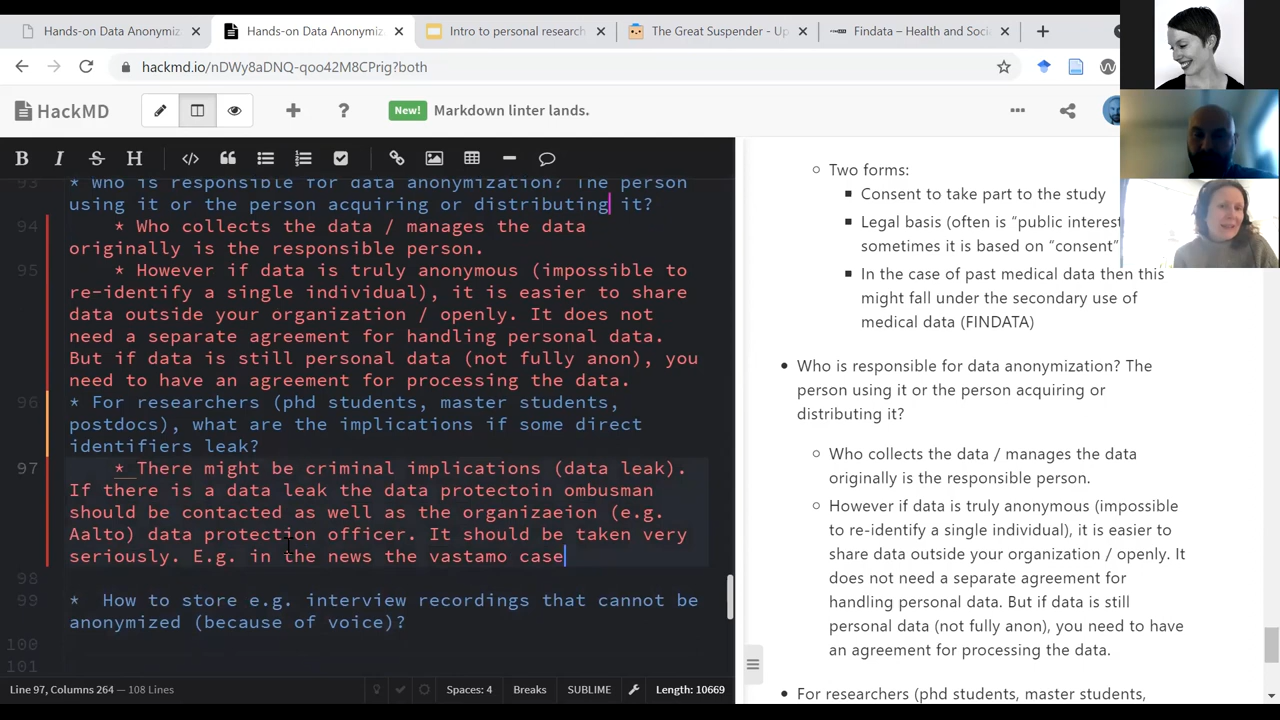 Hands-on Data Anonymiz
Hands-on Data Anonymiz
Intro to personal research
The Great Suspender - Up
Findata – Health and Soci
hackmd.io/nDWy8aDNQ-qoo42M8CPrig?both
HackMD
New! Markdown linter lands.
93
* Who is responsible for data anonymization? The person
using it or the person acquiring or distributing it?
94
* Who collects the data / manages the data
originally is the responsible person.
95
* However if data is truly anonymous (impossible to
re-identify a single individual), it is easier to share
data outside your organization / openly. It does not
need a separate agreement for handling personal data.
But if data is still personal data (not fully anon), you
need to have an agreement for processing the data.
96
* For researchers (phd students, master students,
postdocs), what are the implications if some direct
identifiers leak?
97
* There might be criminal implications (data leak).
If there is a data leak the data protectoin ombusman
should be contacted as well as the organizaeion (e.g.
Aalto) data protection officer. It should be taken very
seriously. E.g. in the news the vastamo case
98
99
* How to store e.g. interview recordings that cannot be
anonymized (because of voice)?
100
101
Line 97, Columns 264 — 108 Lines
Spaces: 4
Breaks
SUBLIME
Length: 10669
Two forms:
Consent to take part to the study
Legal basis (often is “public interest
sometimes it is based on “consent”
In the case of past medical data then this
might fall under the secondary use of
medical data (FINDATA)
Who is responsible for data anonymization? The
person using it or the person acquiring or
distributing it?
Who collects the data / manages the data
originally is the responsible person.
However if data is truly anonymous (impossible
to re-identify a single individual), it is easier to
share data outside your organization / openly. It
does not need a separate agreement for
handling personal data. But if data is still
personal data (not fully anon), you need to have
an agreement for processing the data.
For researchers (phd students, master students,